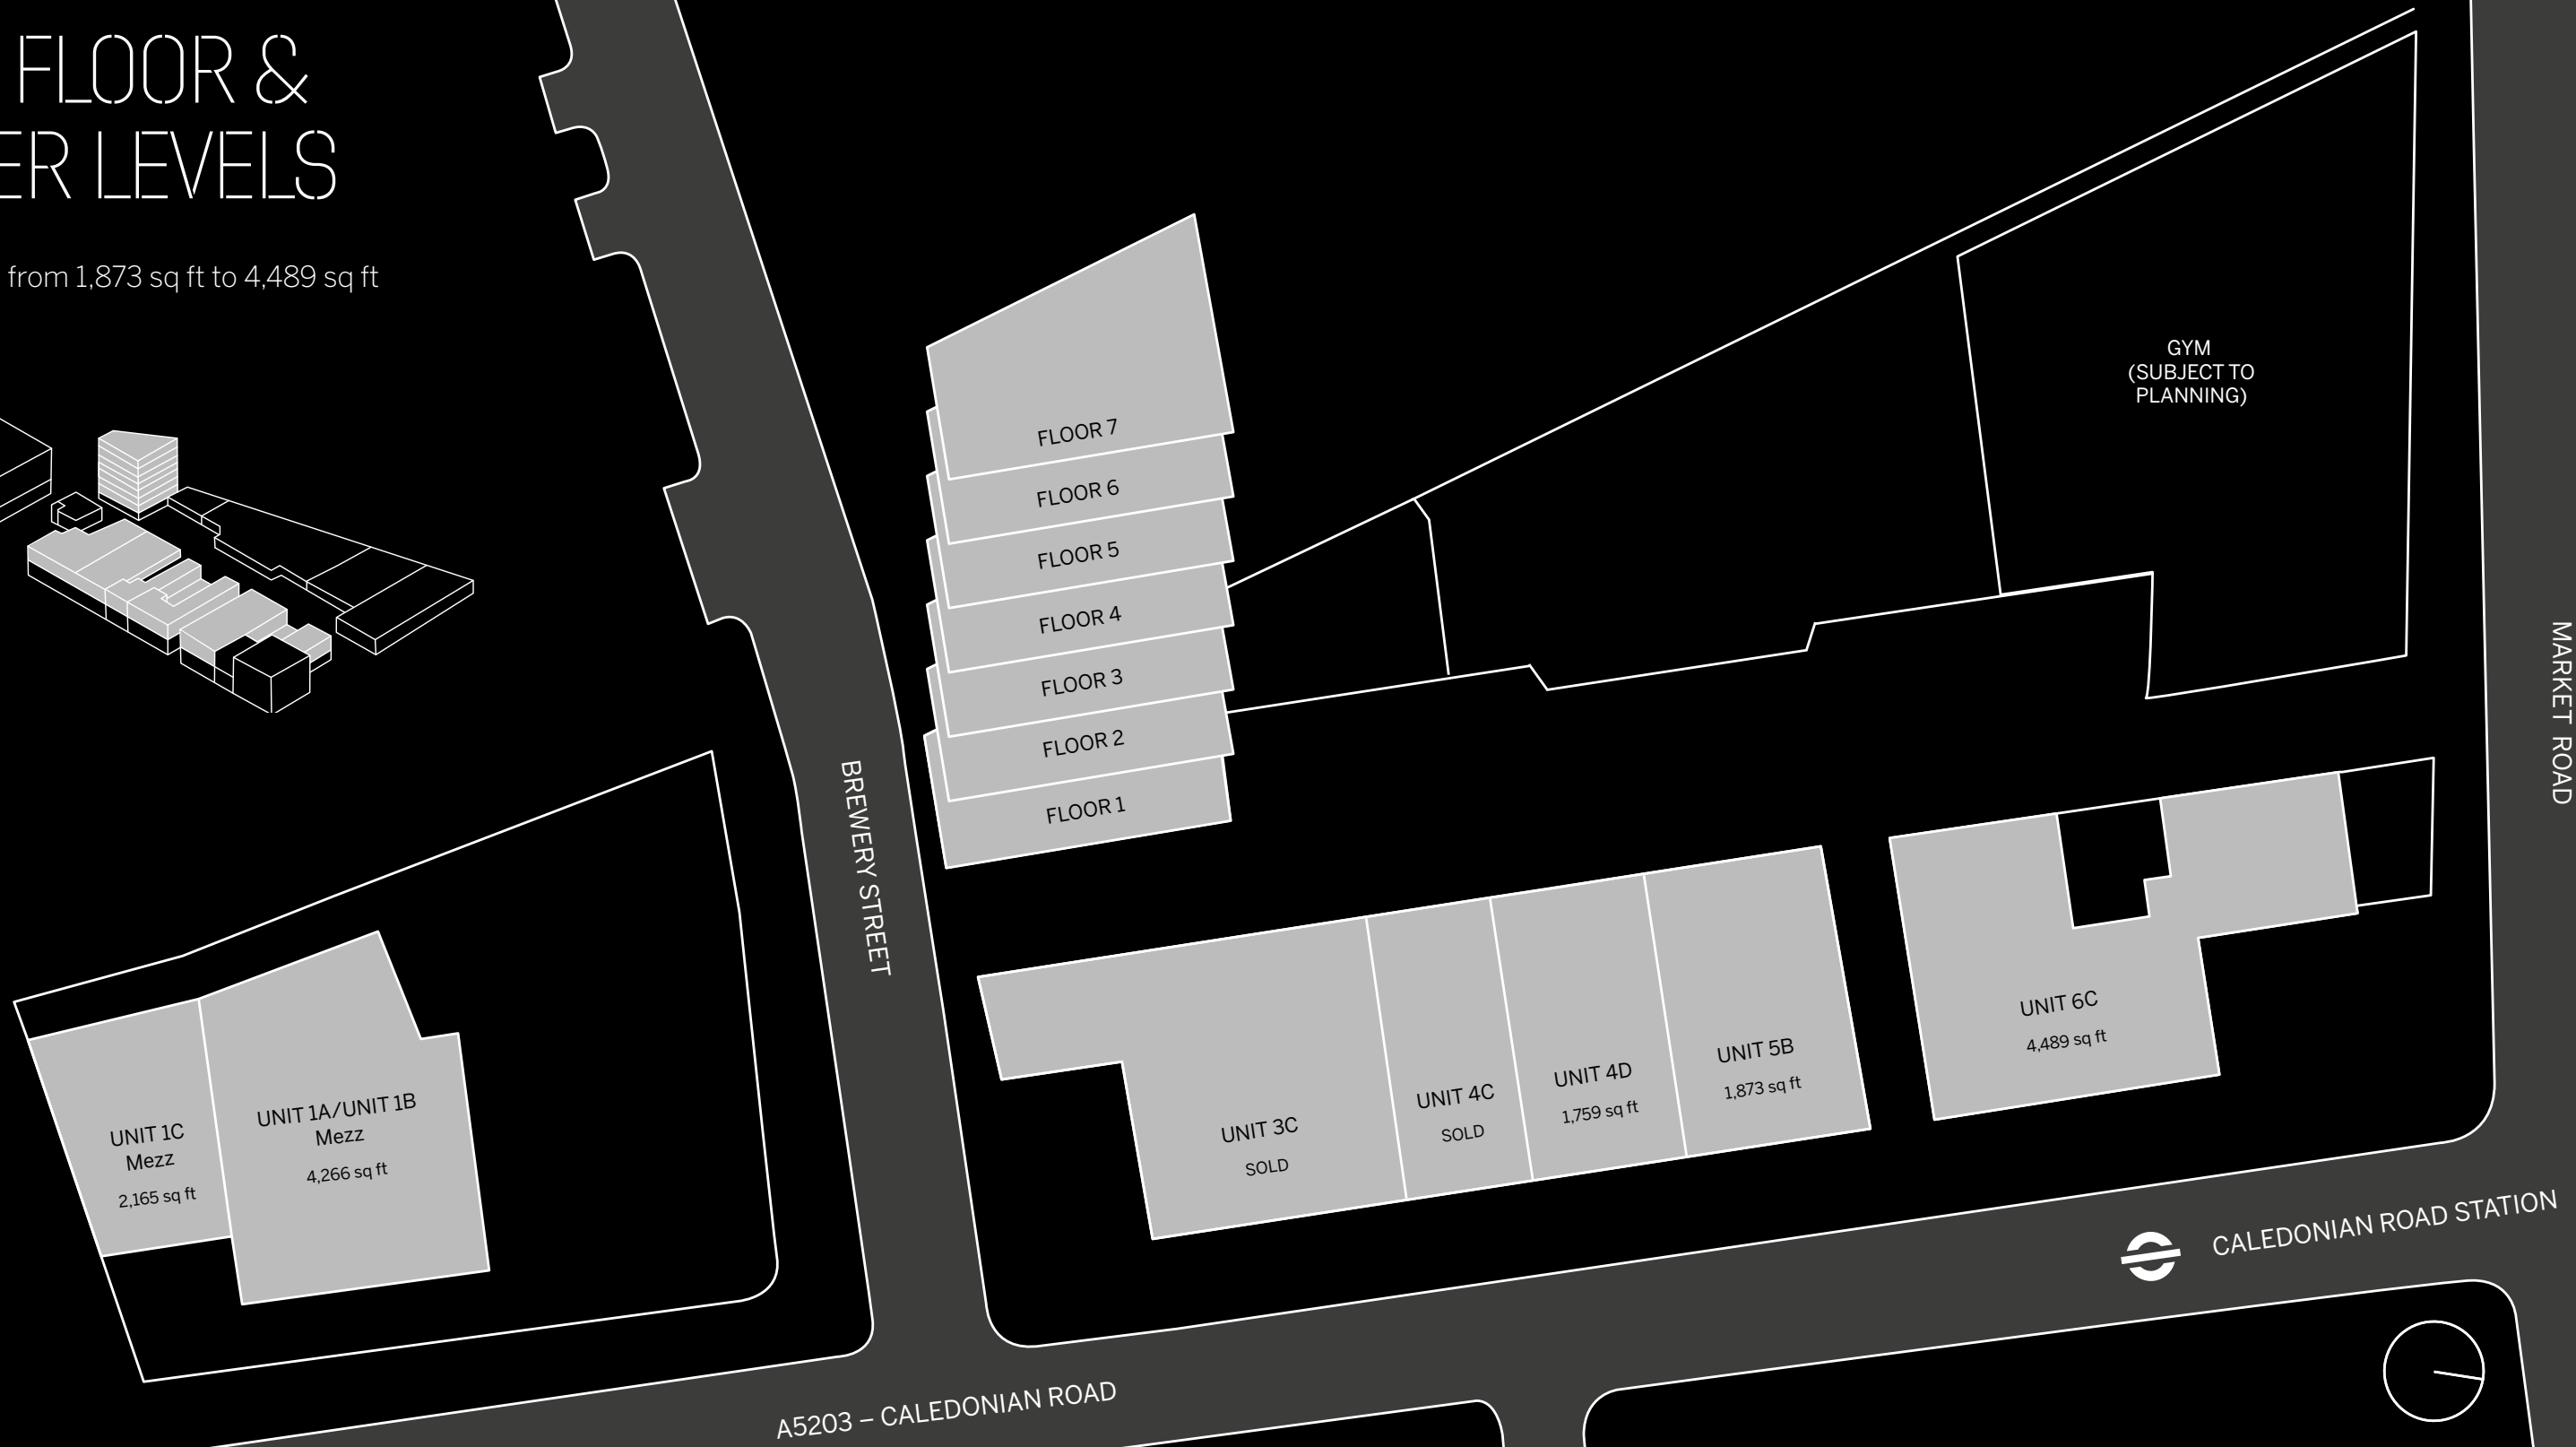 FLOOR &
ER LEVELS
from 1,873 sq ft to 4,489 sq ft
FLOOR 7
FLOOR 6
FLOOR 5
FLOOR 4
FLOOR 3
FLOOR 2
FLOOR 1
GYM
(SUBJECT TO
PLANNING)
MARKET ROAD
BREWERY STREET
UNIT 1C
Mezz
2,165 sq ft
UNIT 1A/UNIT 1B
Mezz
4,266 sq ft
UNIT 3C
SOLD
UNIT 4C
SOLD
UNIT 4D
1,759 sq ft
UNIT 5B
1,873 sq ft
UNIT 6C
4,489 sq ft
CALEDONIAN ROAD STATION
A5203 – CALEDONIAN ROAD